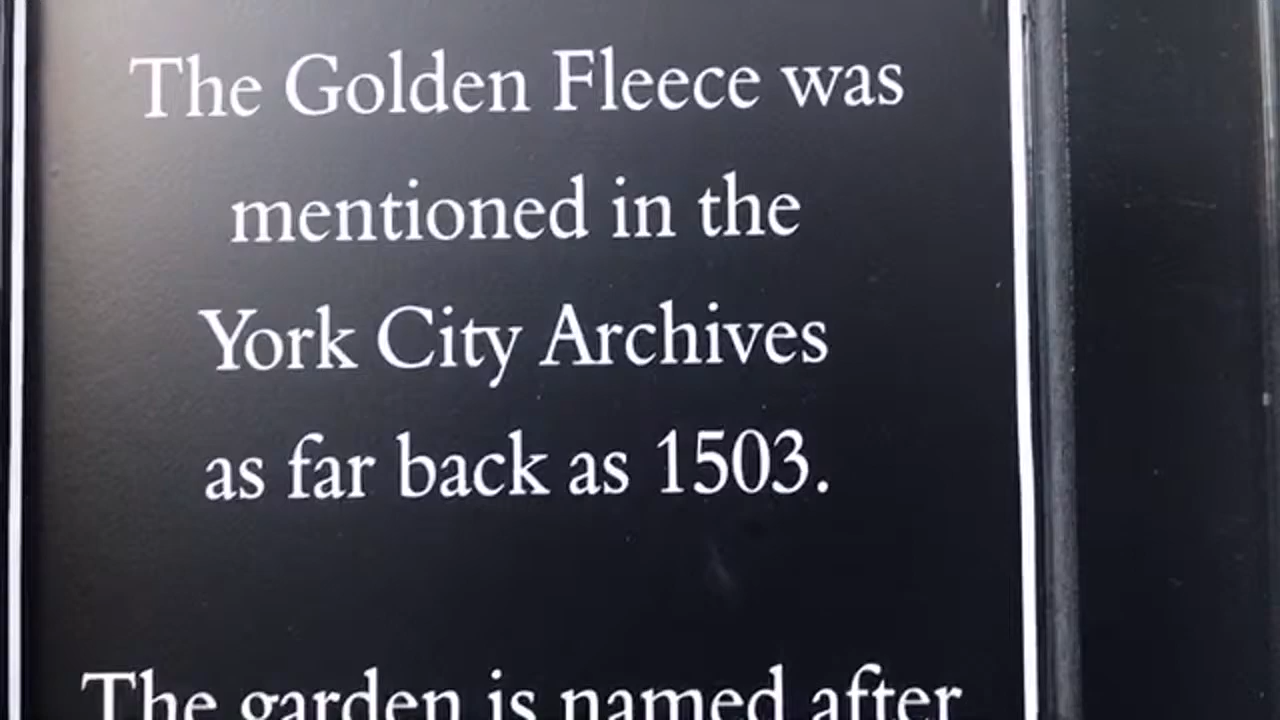 The Golden Fleece was
mentioned in the
York City Archives
as far back as 1503.
The garden is named after